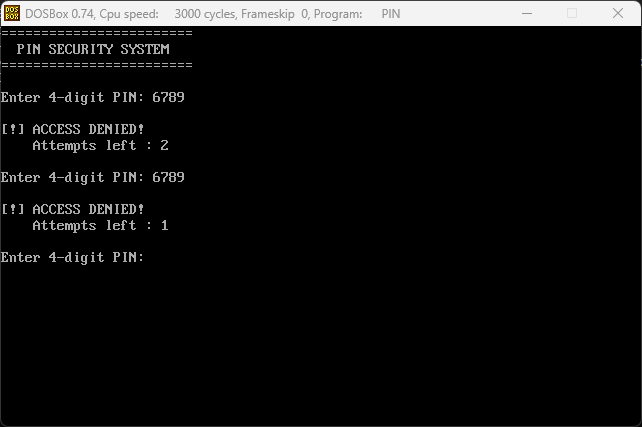 DOS
BOX
DOSBox 0.74, Cpu speed: 3000 cycles, Frameskip 0, Program: PIN
========================
PIN SECURITY SYSTEM
========================
Enter 4-digit PIN: 6789
[!] ACCESS DENIED!
Attempts left : 2
Enter 4-digit PIN: 6789
[!] ACCESS DENIED!
Attempts left : 1
Enter 4-digit PIN: